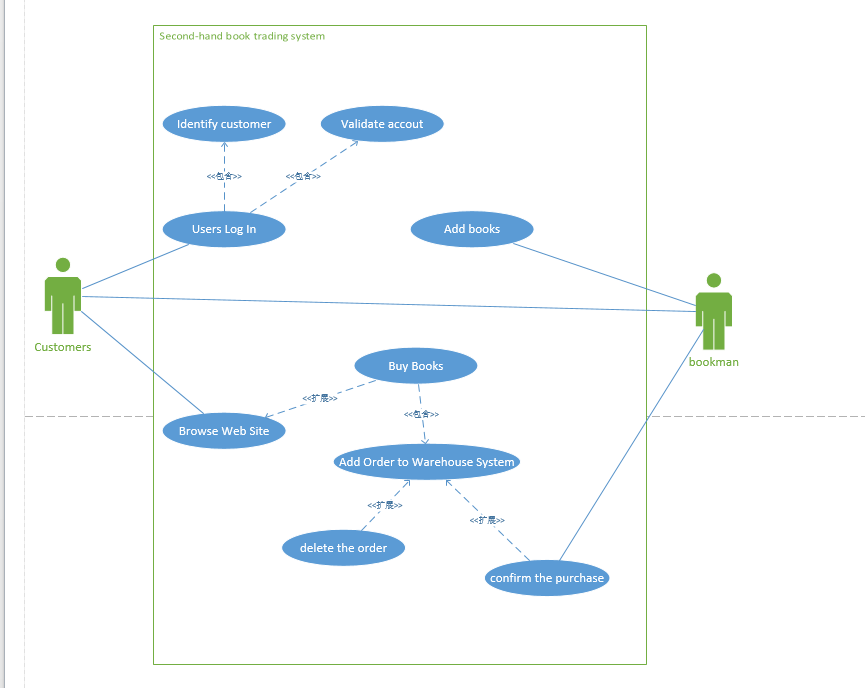 Second-hand book trading system
Identify customer
Validate accout
<<包含>>
<<包含>>
Users Log In
Add books
Customers
bookman
Buy Books
<<扩展>>
<<包含>>
Browse Web Site
Add Order to Warehouse System
<<扩展>>
<<扩展>>
delete the order
confirm the purchase